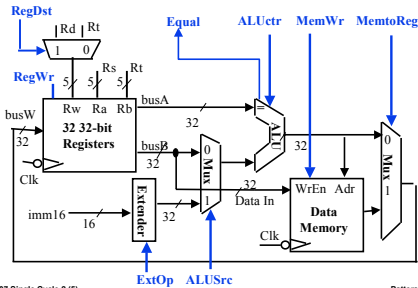 RegDst
Rd Rt
1 0
Equal
ALUctr
MemWr
MemtoReg
RegWr
5 5 Rs 5 Rt
busW
Rw Ra Rb
busA
32
=
ALU
32
32 32-bit
Registers
busB
32
32
0
Mux
1
0
Mux
1
Clk
32
Data In
WrEn Adr
Data
Memory
imm16
16
Extender
32
Clk
ExtOp
ALUSrc